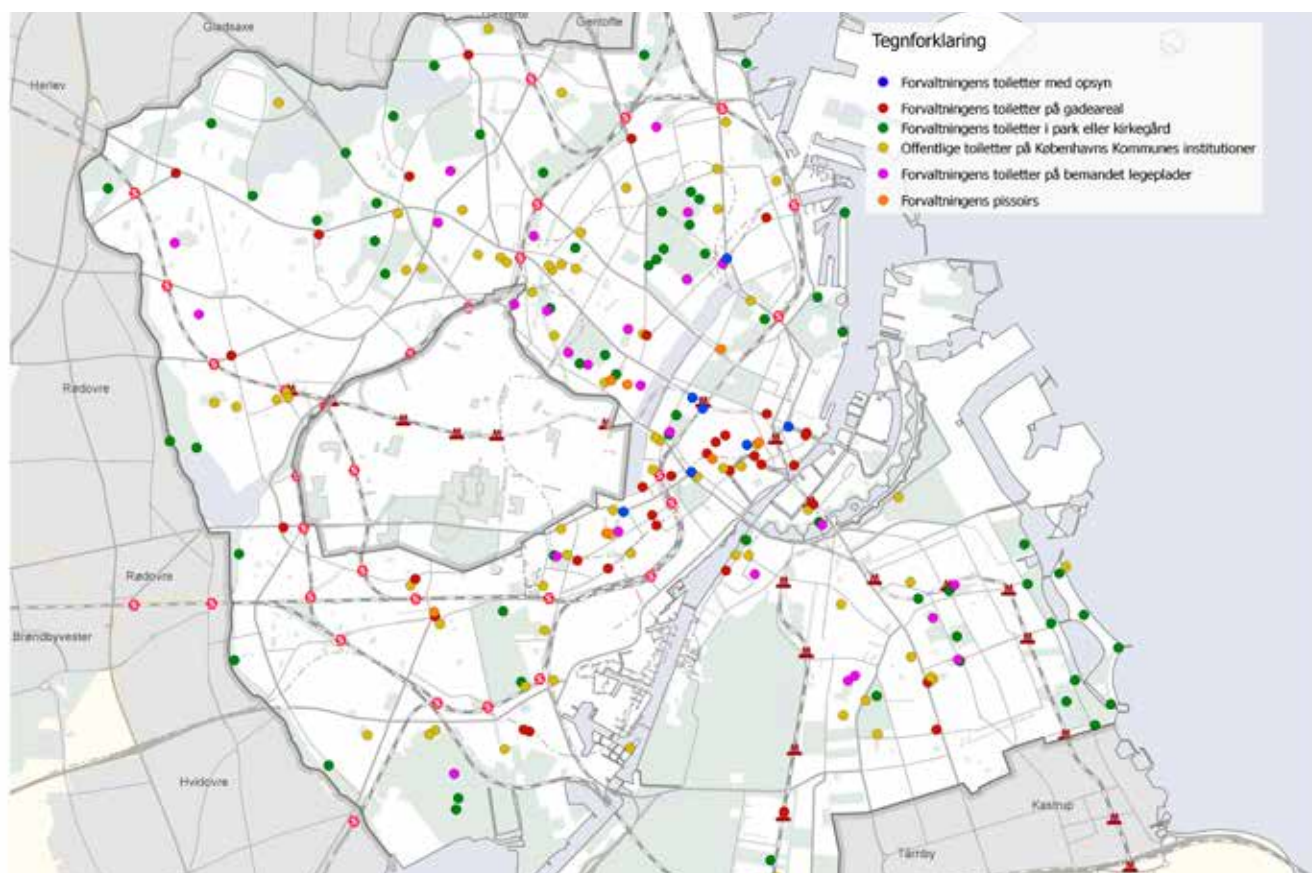 Gladsaxe
Gentofte
Herlev
Tegnforklaring
Forvaltningens toiletter med opsyn
Forvaltningens toiletter på gadeareal
Forvaltningens toiletter i park eller kirkegård
Offentlige toiletter på Københavns Kommunes institutioner
Forvaltningens toiletter på bemandet legeplader
Forvaltningens pissoirs
Rødovre
Rødovre
Brøndbyvester
Hvidovre
Kastrup
Tårnby